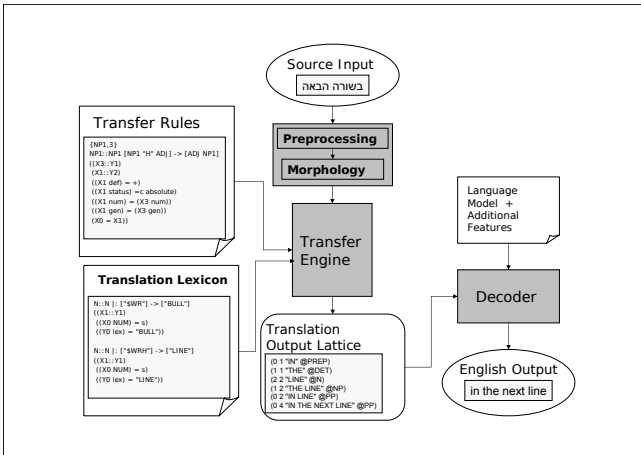 Source Input
בשורה הבאה
Preprocessing
Morphology
Transfer Rules
{NP1,3}
NP1::NP1 [NP1 "H" ADJ] -> [ADJ NP1]
((X3::Y1)
(X1::Y2)
((X1 def) = +)
((X1 status) =c absolute)
((X1 num) = (X3 num))
((X1 gen) = (X3 gen))
(X0 = X1))
Translation Lexicon
N::N |: ["$WR"] -> ["BULL"]
((X1::Y1)
((X0 NUM) = s)
((Y0 lex) = "BULL"))
N::N |: ["$WRH"] -> ["LINE"]
((X1::Y1)
((X0 NUM) = s)
((Y0 lex) = "LINE"))
Transfer
Engine
Translation
Output Lattice
(0 1 "IN" @PREP)
(1 1 "THE" @DET)
(2 2 "LINE" @N)
(1 2 "THE LINE" @NP)
(0 2 "IN LINE" @PP)
(0 4 "IN THE NEXT LINE" @PP)
Language
Model +
Additional
Features
Decoder
English Output
in the next line